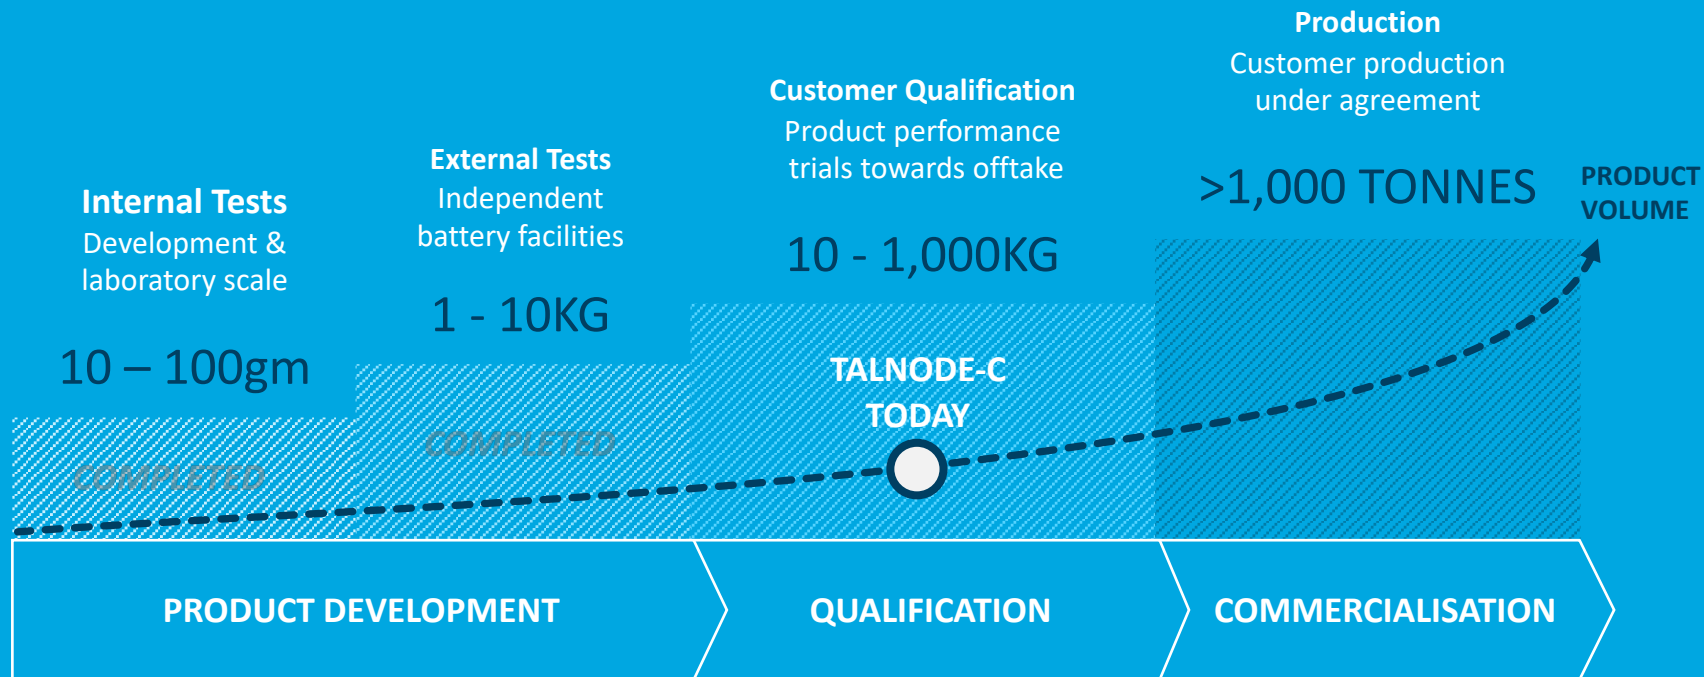 Internal Tests
Development &
laboratory scale
10 – 100gm
COMPLETED
External Tests
Independent
battery facilities
1 - 10KG
COMPLETED
Customer Qualification
Product performance
trials towards offtake
10 - 1,000KG
TALNODE-C
TODAY
Production
Customer production
under agreement
>1,000 TONNES
PRODUCT
VOLUME
PRODUCT DEVELOPMENT
QUALIFICATION
COMMERCIALISATION